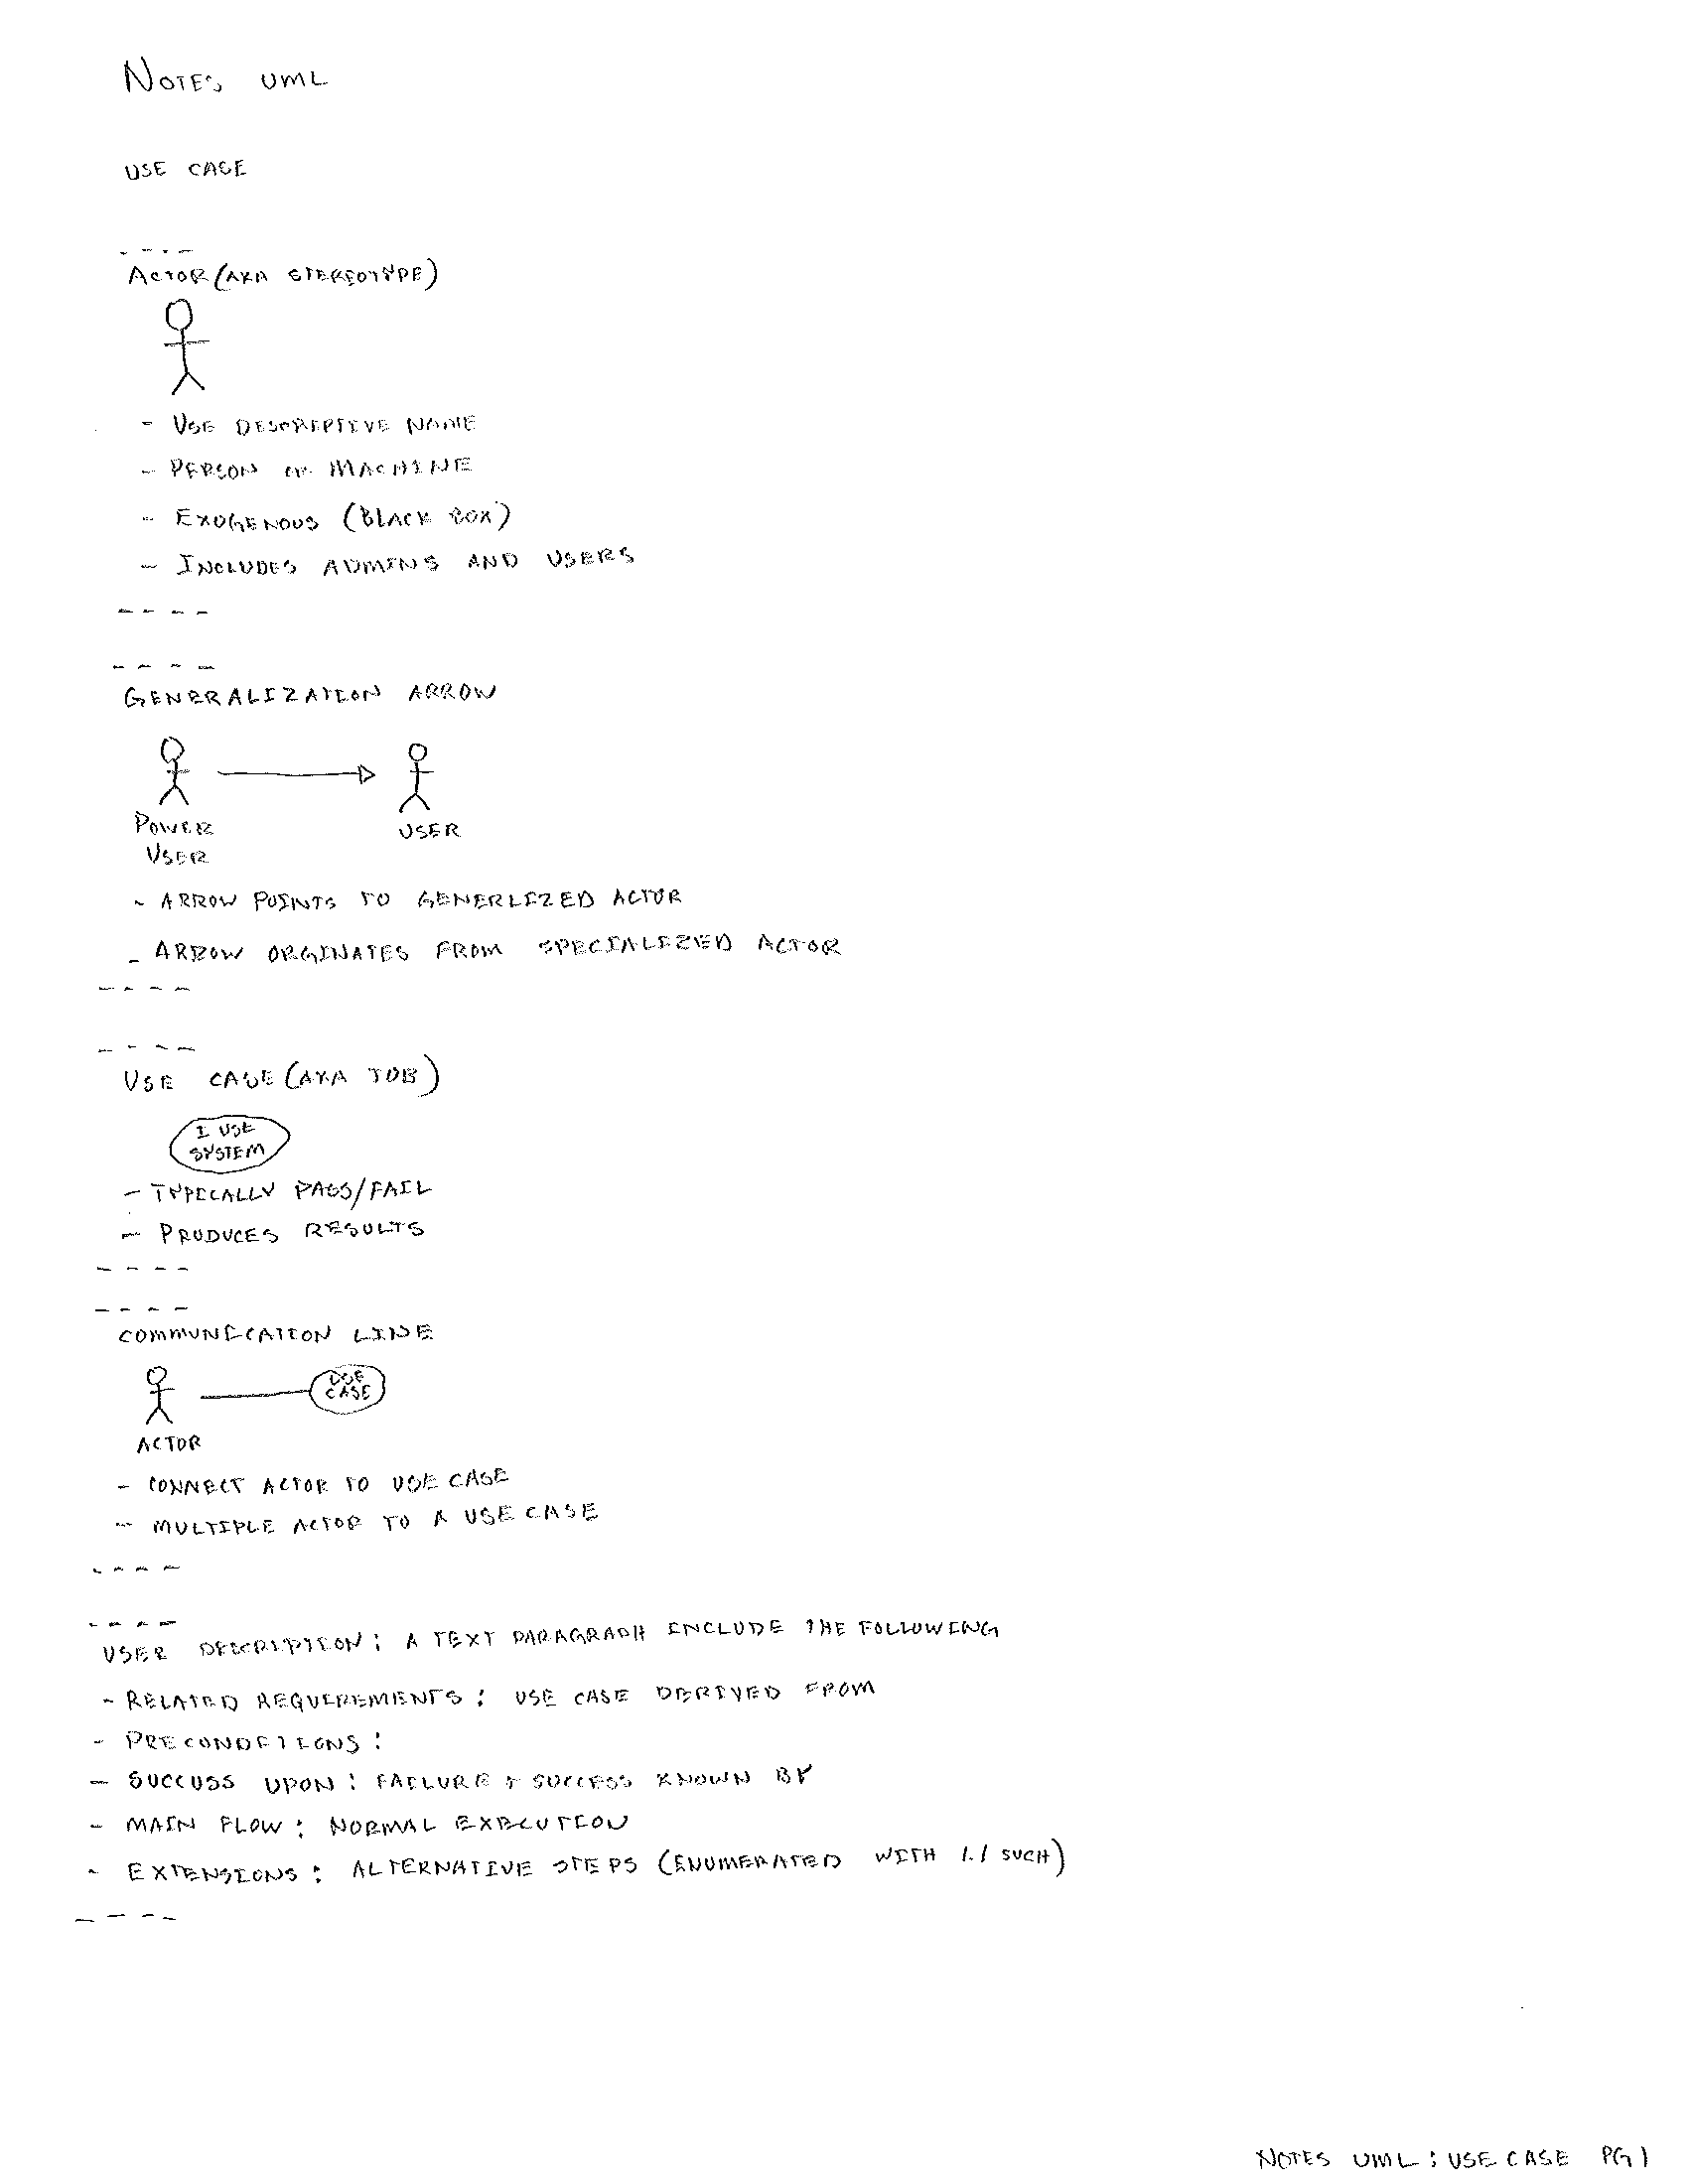 NOTES UML
USE CASE
- - - -
ACTOR (AKA STEREOTYPE)
- USE DESCRIPTIVE NAME
- PERSON OR MACHINE
- EXOGENOUS (BLACK BOX)
- INCLUDES ADMINS AND USERS
- - - -
- - - -
GENERALIZATION ARROW
POWER USER
USER
- ARROW POINTS TO GENERLIZED ACTOR
- ARROW ORGINATES FROM SPECIALIZED ACTOR
- - - -
- - - -
USE CASE (AKA JOB)
I USE
SYSTEM
- TYPICALLY PASS/FAIL
- PRODUCES RESULTS
- - - -
- - - -
COMMUNICATION LINE
USE
CASE
ACTOR
- CONNECT ACTOR TO USE CASE
- MULTIPLE ACTOR TO A USE CASE
- - - -
- - - -
USER DESCRIPTION: A TEXT PARAGRAPH INCLUDE THE FOLLOWING
- RELATED REQUIREMENTS: USE CASE DERIVED FROM
- PRECONDITIONS:
- SUCCUSS UPON: FAILURE + SUCCESS KNOWN BY
- MAIN FLOW: NORMAL EXECUTION
- EXTENSIONS: ALTERNATIVE STEPS (ENUMERATED WITH 1.1 SUCH)
- - - -
NOTES UML: USE CASE PG 1